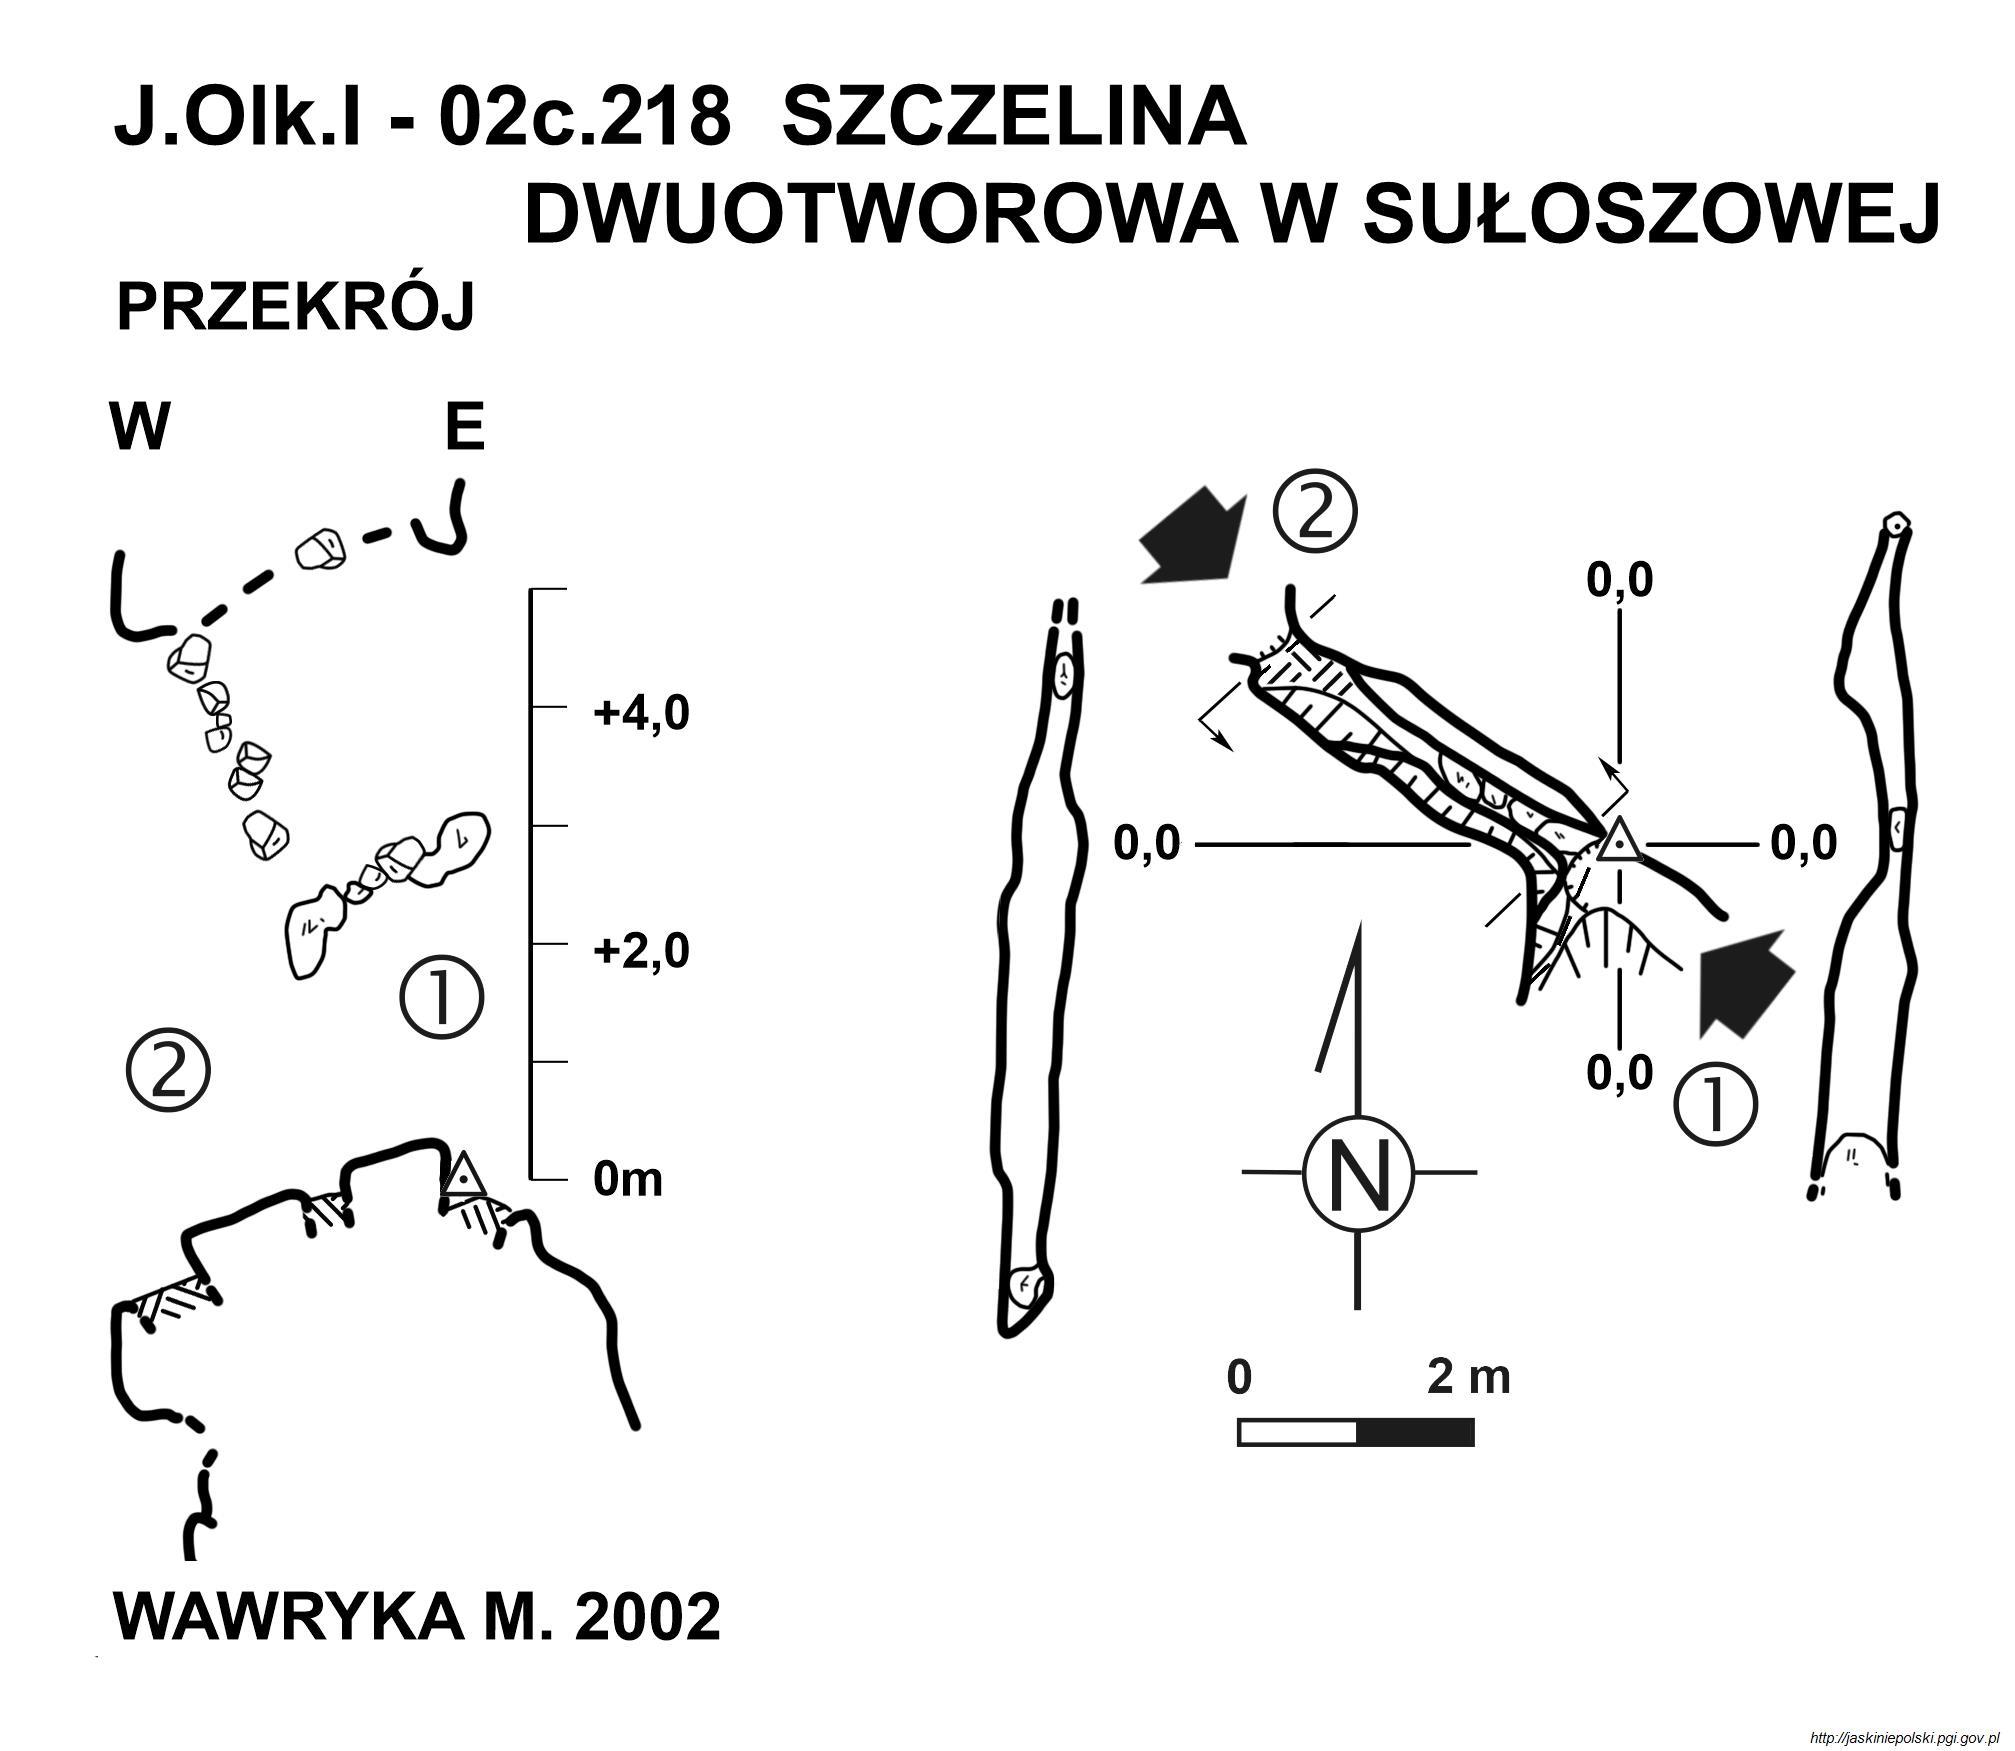 J.Olk.I - 02c.218 SZCZELINA
DWUOTWOROWA W SUŁOSZOWEJ
PRZEKRÓJ
W E
2
0,0
+4,0
0,0 0,0
+2,0
1
2
0,0
1
N
0m
0 2 m
WAWRYKA M. 2002
http://jaskiniepolski.pgi.gov.pl